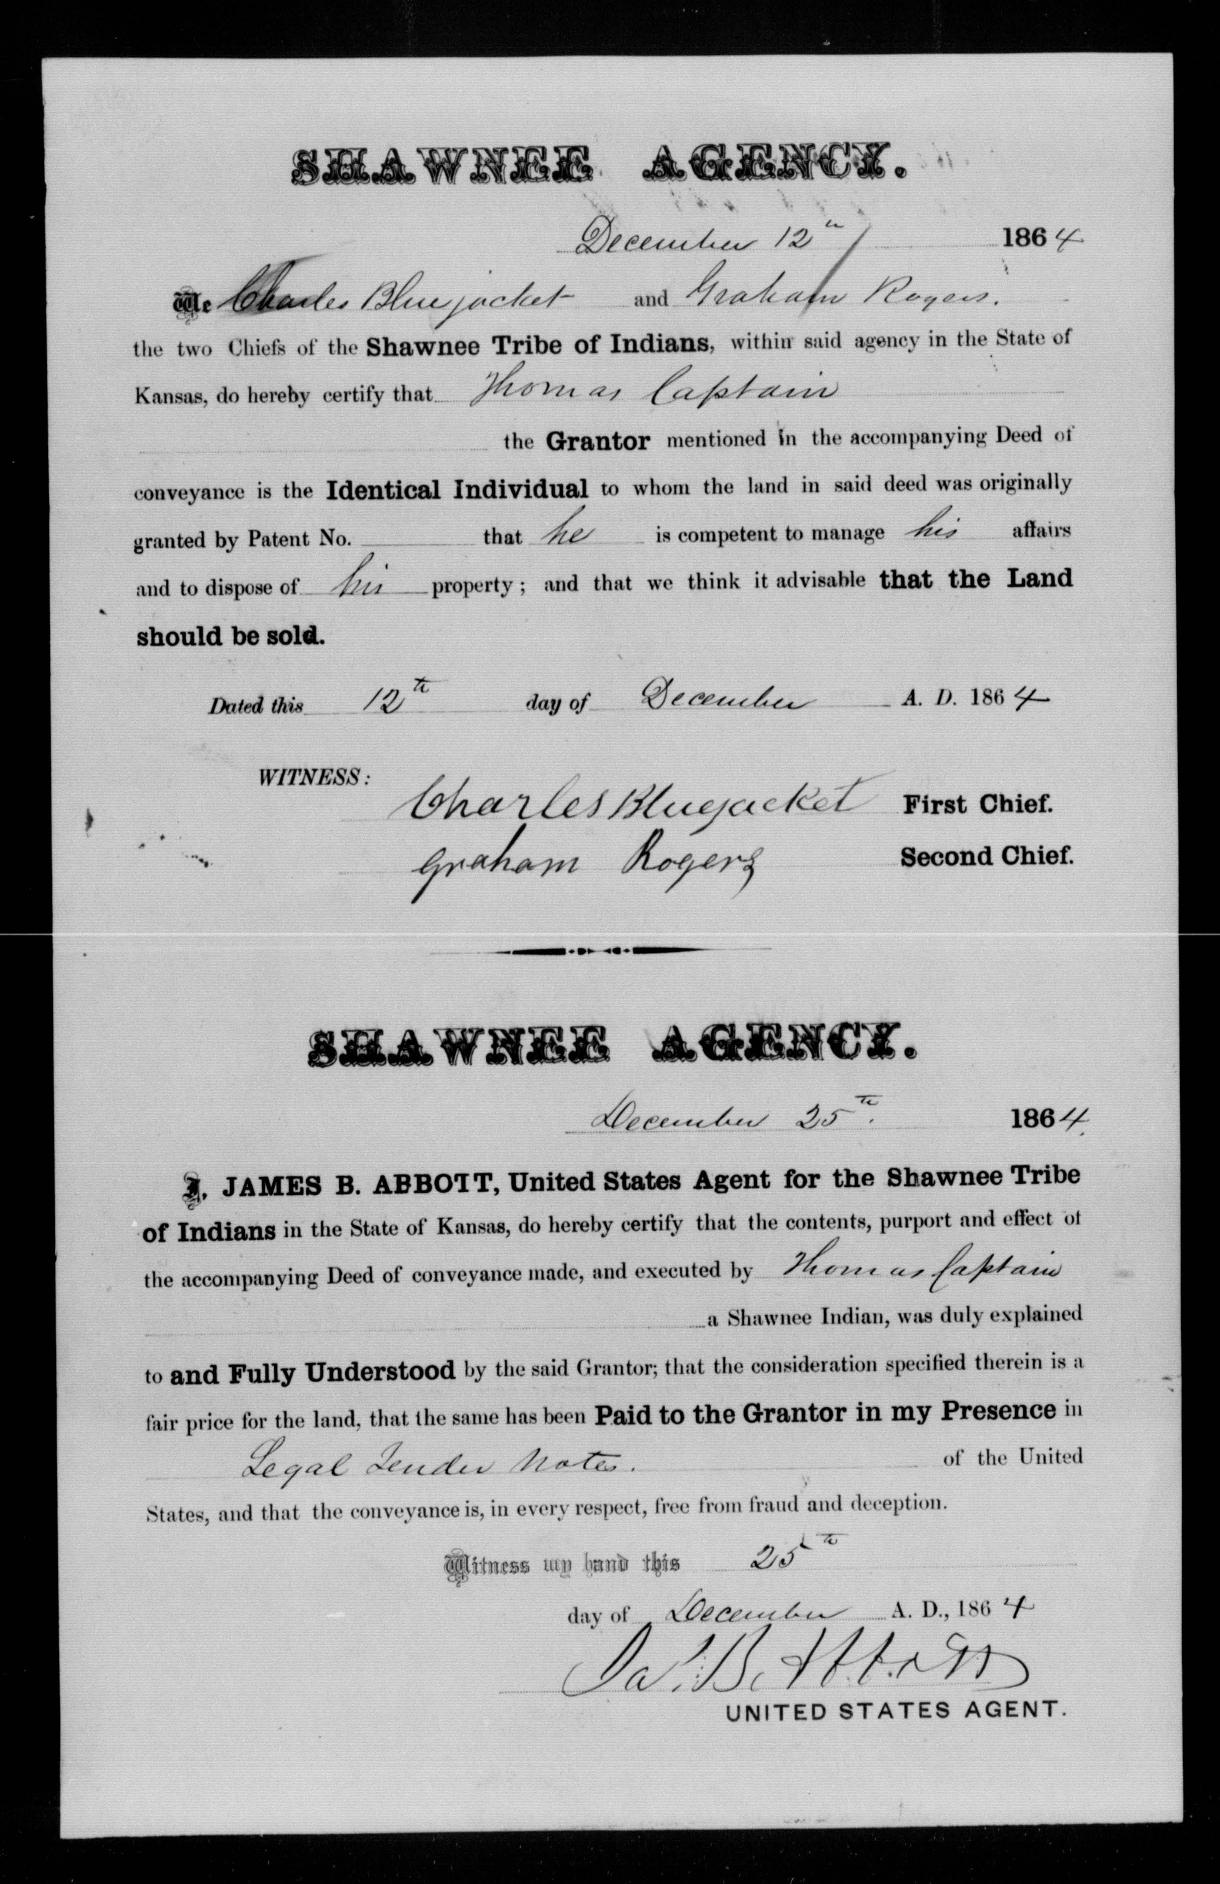 SHAWNEE AGENCY.
December 12th 1864
We Charles Bluejacket and Graham Rogers.
the two Chiefs of the Shawnee Tribe of Indians, within said agency in the State of
Kansas, do hereby certify that Thomas Captain
the Grantor mentioned in the accompanying Deed of
conveyance is the Identical Individual to whom the land in said deed was originally
granted by Patent No. that he is competent to manage his affairs
and to dispose of his property; and that we think it advisable that the Land
should be sold.
Dated this 12th day of December A. D. 1864
WITNESS:
Charles Bluejacket First Chief.
Graham Rogers Second Chief.
SHAWNEE AGENCY.
December 25th. 1864.
I, JAMES B. ABBOTT, United States Agent for the Shawnee Tribe
of Indians in the State of Kansas, do hereby certify that the contents, purport and effect of
the accompanying Deed of conveyance made, and executed by Thomas Captain
a Shawnee Indian, was duly explained
to and Fully Understood by the said Grantor; that the consideration specified therein is a
fair price for the land, that the same has been Paid to the Grantor in my Presence in
Legal Tender Notes. of the United
States, and that the conveyance is, in every respect, free from fraud and deception.
Witness my hand this 25th
day of December A. D., 1864
Jas. B. Abbott
UNITED STATES AGENT.